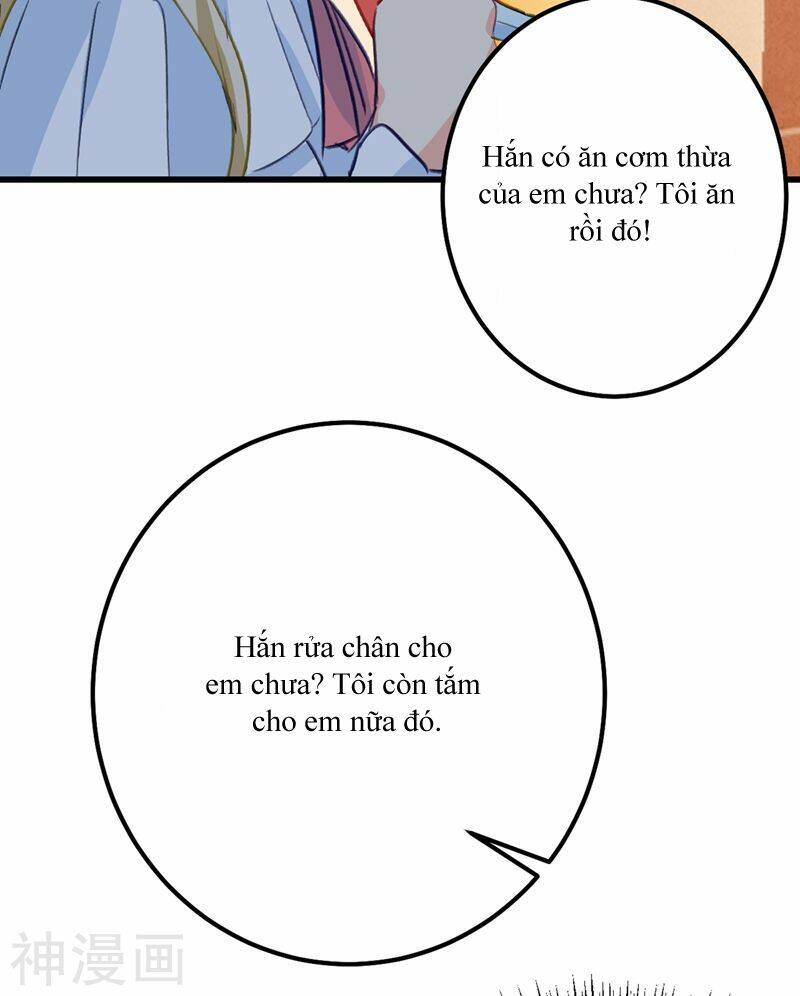 Hắn có ăn cơm thừa
của em chưa? Tôi ăn
rồi đó!
Hắn rửa chân cho
em chưa? Tôi còn tắm
cho em nữa đó.
神漫画